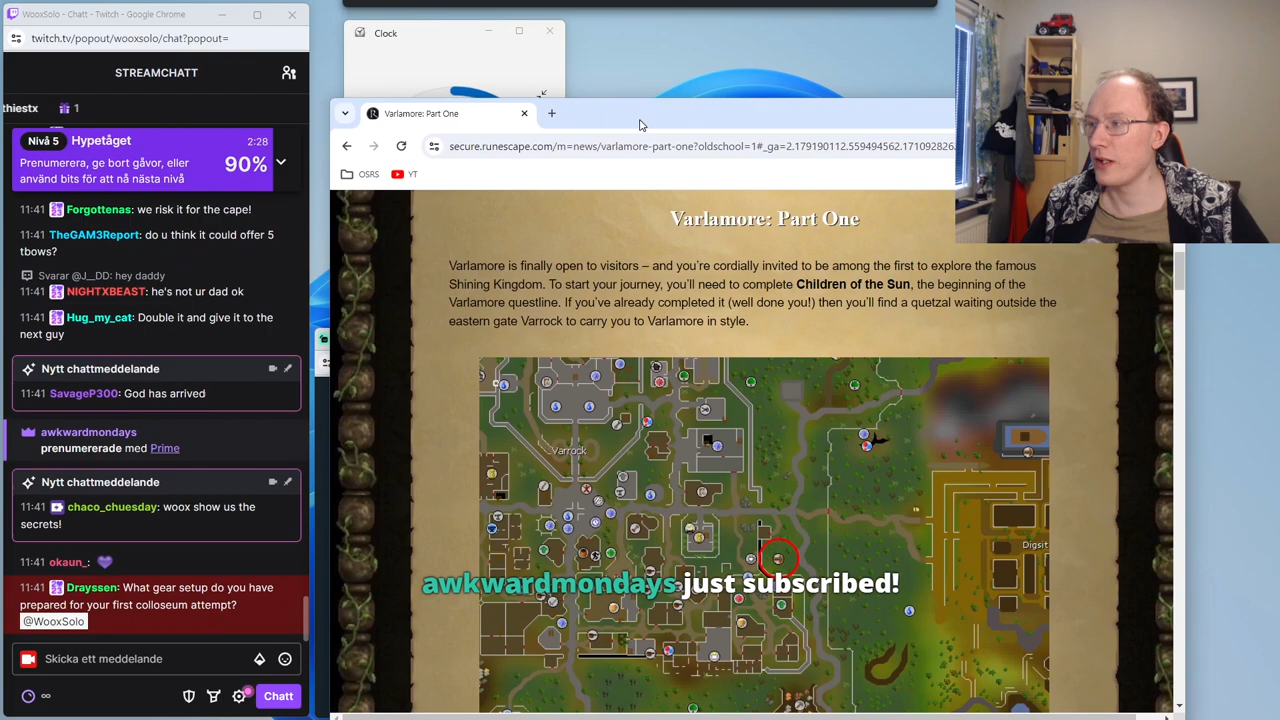 WooxSolo - Chatt - Twitch - Google Chrome
twitch.tv/popout/wooxsolo/chat?popout=
STREAMCHATT
thiestx 1
Nivå 5 Hypetåget 2:28
Prenumerera, ge bort gåvor, eller
använd bits för att nå nästa nivå
90%
11:41 Forgottenas: we risk it for the cape!
11:41 TheGAM3Report: do u think it could offer 5
tbows?
Svarar @J__DD: hey daddy
11:41 NIGHTXBEAST: he's not ur dad ok
11:41 Hug_my_cat: Double it and give it to the
next guy
Nytt chattmeddelande
11:41 SavageP300: God has arrived
awkwardmondays
prenumererade med Prime
Nytt chattmeddelande
11:41 chaco_chuesday: woox show us the
secrets!
11:41 okaun_:
11:41 Drayssen: What gear setup do you have
prepared for your first colloseum attempt?
@WooxSolo
Skicka ett meddelande
∞
Chatt
Clock
Varlamore: Part One
secure.runescape.com/m=news/varlamore-part-one?oldschool=1#_ga=2.179190112.559494562.171092826.
OSRS YT
Varlamore: Part One
Varlamore is finally open to visitors – and you're cordially invited to be among the first to explore the famous
Shining Kingdom. To start your journey, you'll need to complete Children of the Sun, the beginning of the
Varlamore questline. If you've already completed it (well done you!) then you'll find a quetzal waiting outside the
eastern gate Varrock to carry you to Varlamore in style.
Varrock
Digsit
awkwardmondays just subscribed!